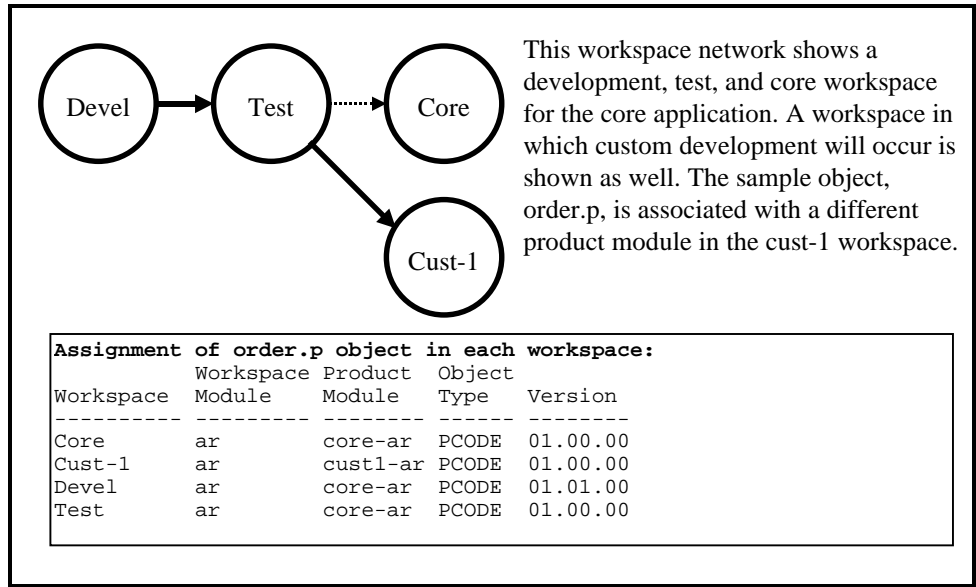 Devel
Test
Core
Cust-1
This workspace network shows a
development, test, and core workspace
for the core application. A workspace in
which custom development will occur is
shown as well. The sample object,
order.p, is associated with a different
product module in the cust-1 workspace.
Assignment of order.p object in each workspace:
          Workspace Product  Object
Workspace  Module    Module   Type   Version
---------- --------- -------- ------ --------
Core       ar        core-ar  PCODE  01.00.00
Cust-1     ar        cust1-ar PCODE  01.00.00
Devel      ar        core-ar  PCODE  01.01.00
Test       ar        core-ar  PCODE  01.00.00